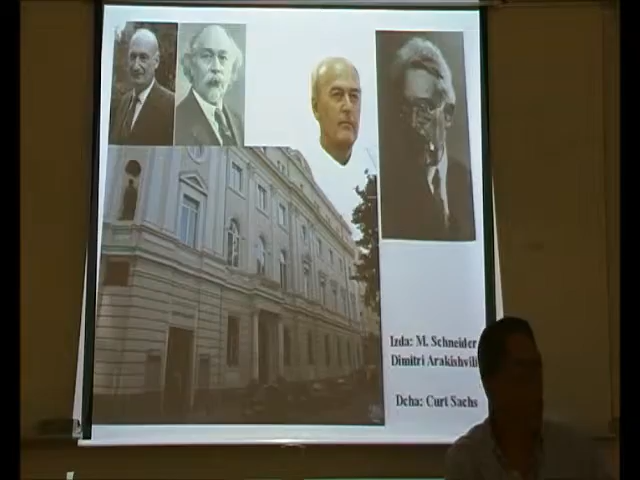 Izda: M. Schneider
Dimitri Arakishvili
Dcha: Curt Sachs